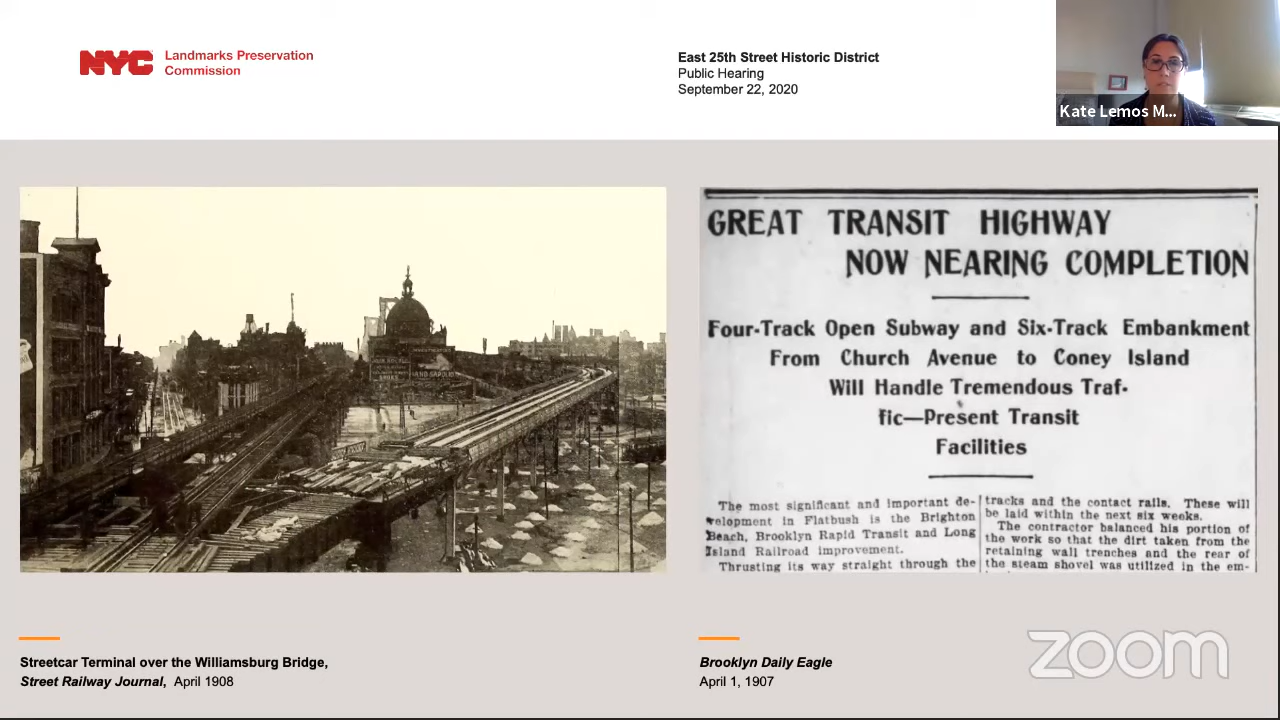 NYC
Landmarks Preservation
Commission
East 25th Street Historic District
Public Hearing
September 22, 2020
Kate Lemos M...
GREAT TRANSIT HIGHWAY
NOW NEARING COMPLETION
Four-Track Open Subway and Six-Track Embankment
From Church Avenue to Coney Island
Will Handle Tremendous Traf-
fic—Present Transit
Facilities
The most significant and important de-
velopment in Flatbush is the Brighton
Beach, Brooklyn Rapid Transit and Long
Island Railroad improvement.
Thrusting its way straight through the
tracks and the contact rails. These will
be laid within the next six weeks.
The contractor balanced his portion of
the work so that the dirt taken from the
retaining wall trenches and the rear of
the steam shovel was utilized in the em-
Streetcar Terminal over the Williamsburg Bridge,
Street Railway Journal, April 1908
Brooklyn Daily Eagle
April 1, 1907
zoom